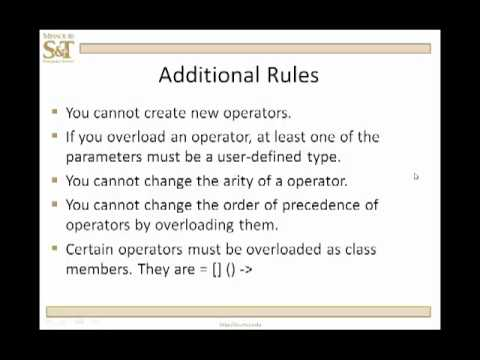 MISSOURI
S&T
Additional Rules
▪ You cannot create new operators.
▪ If you overload an operator, at least one of the
parameters must be a user-defined type.
▪ You cannot change the arity of a operator.
▪ You cannot change the order of precedence of
operators by overloading them.
▪ Certain operators must be overloaded as class
members. They are = [] () ->